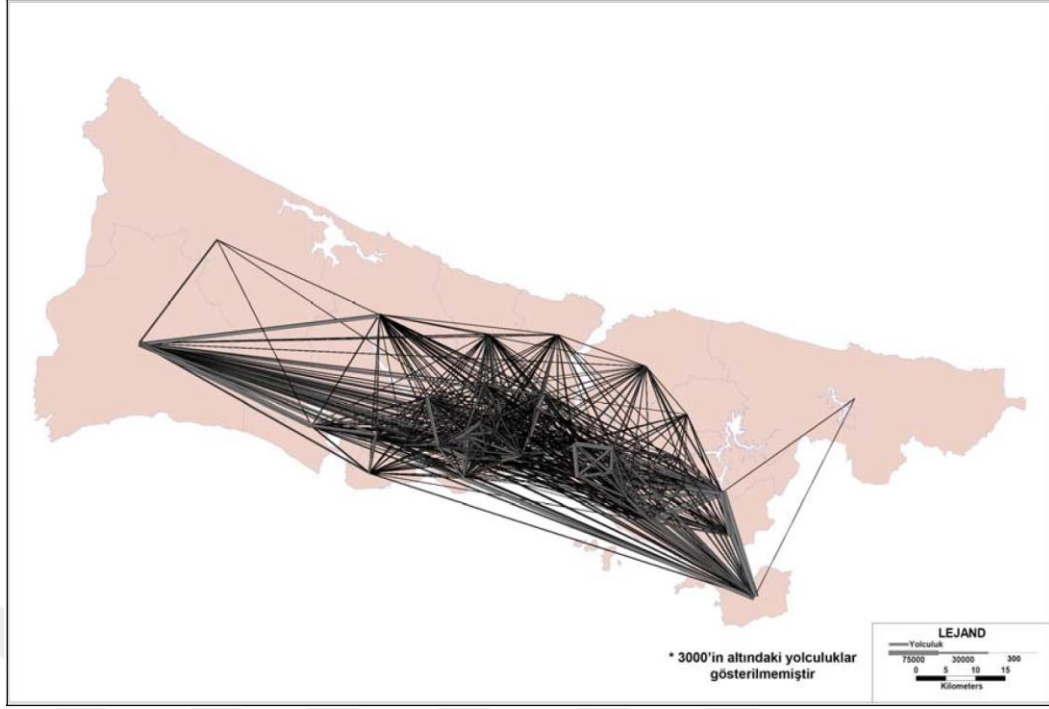 * 3000'in altındaki yolculuklar
gösterilmemiştir
LEJAND
Yolculuk
75000 30000 300
0 5 10 15
Kilometers